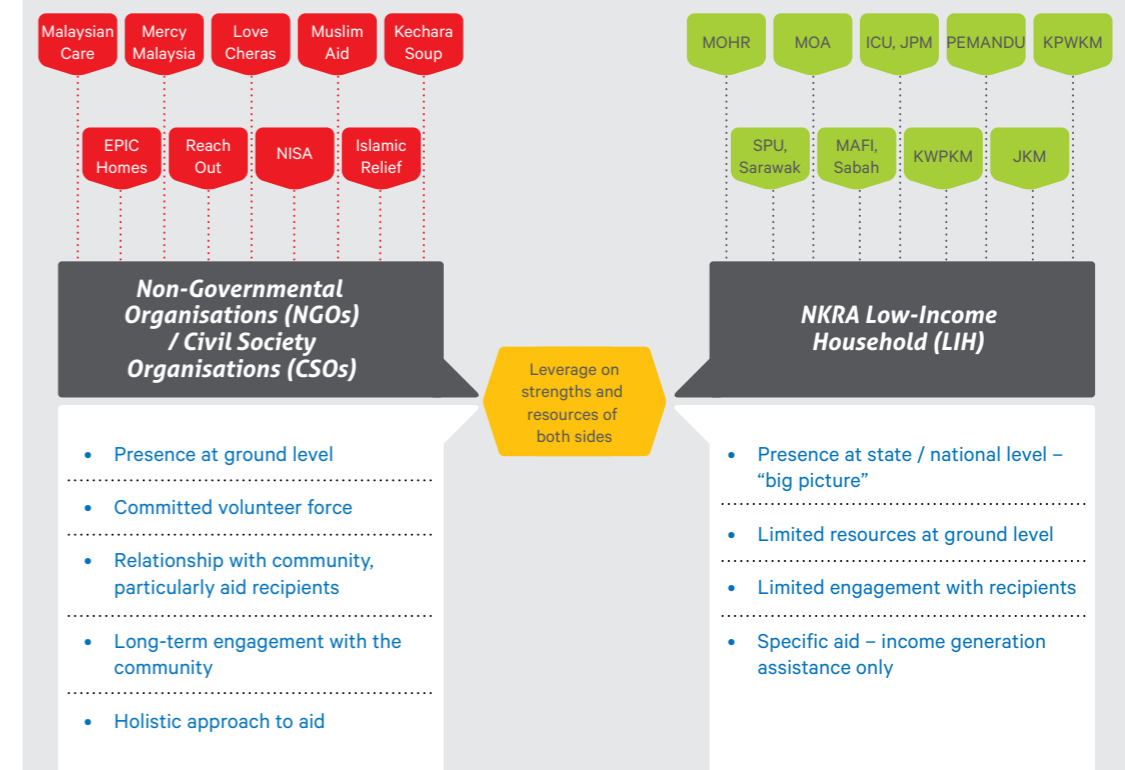 Malaysian
Care
Mercy
Malaysia
Love
Cheras
Muslim
Aid
Kechara
Soup
EPIC
Homes
Reach
Out
NISA
Islamic
Relief
Non-Governmental
Organisations (NGOs)
/ Civil Society
Organisations (CSOs)
• Presence at ground level
• Committed volunteer force
• Relationship with community,
particularly aid recipients
• Long-term engagement with the
community
• Holistic approach to aid
Leverage on
strengths and
resources of
both sides
MOHR
MOA
ICU, JPM
PEMANDU
KPWKM
SPU,
Sarawak
MAFI,
Sabah
KWPKM
JKM
NKRA Low-Income
Household (LIH)
• Presence at state / national level –
“big picture”
• Limited resources at ground level
• Limited engagement with recipients
• Specific aid – income generation
assistance only